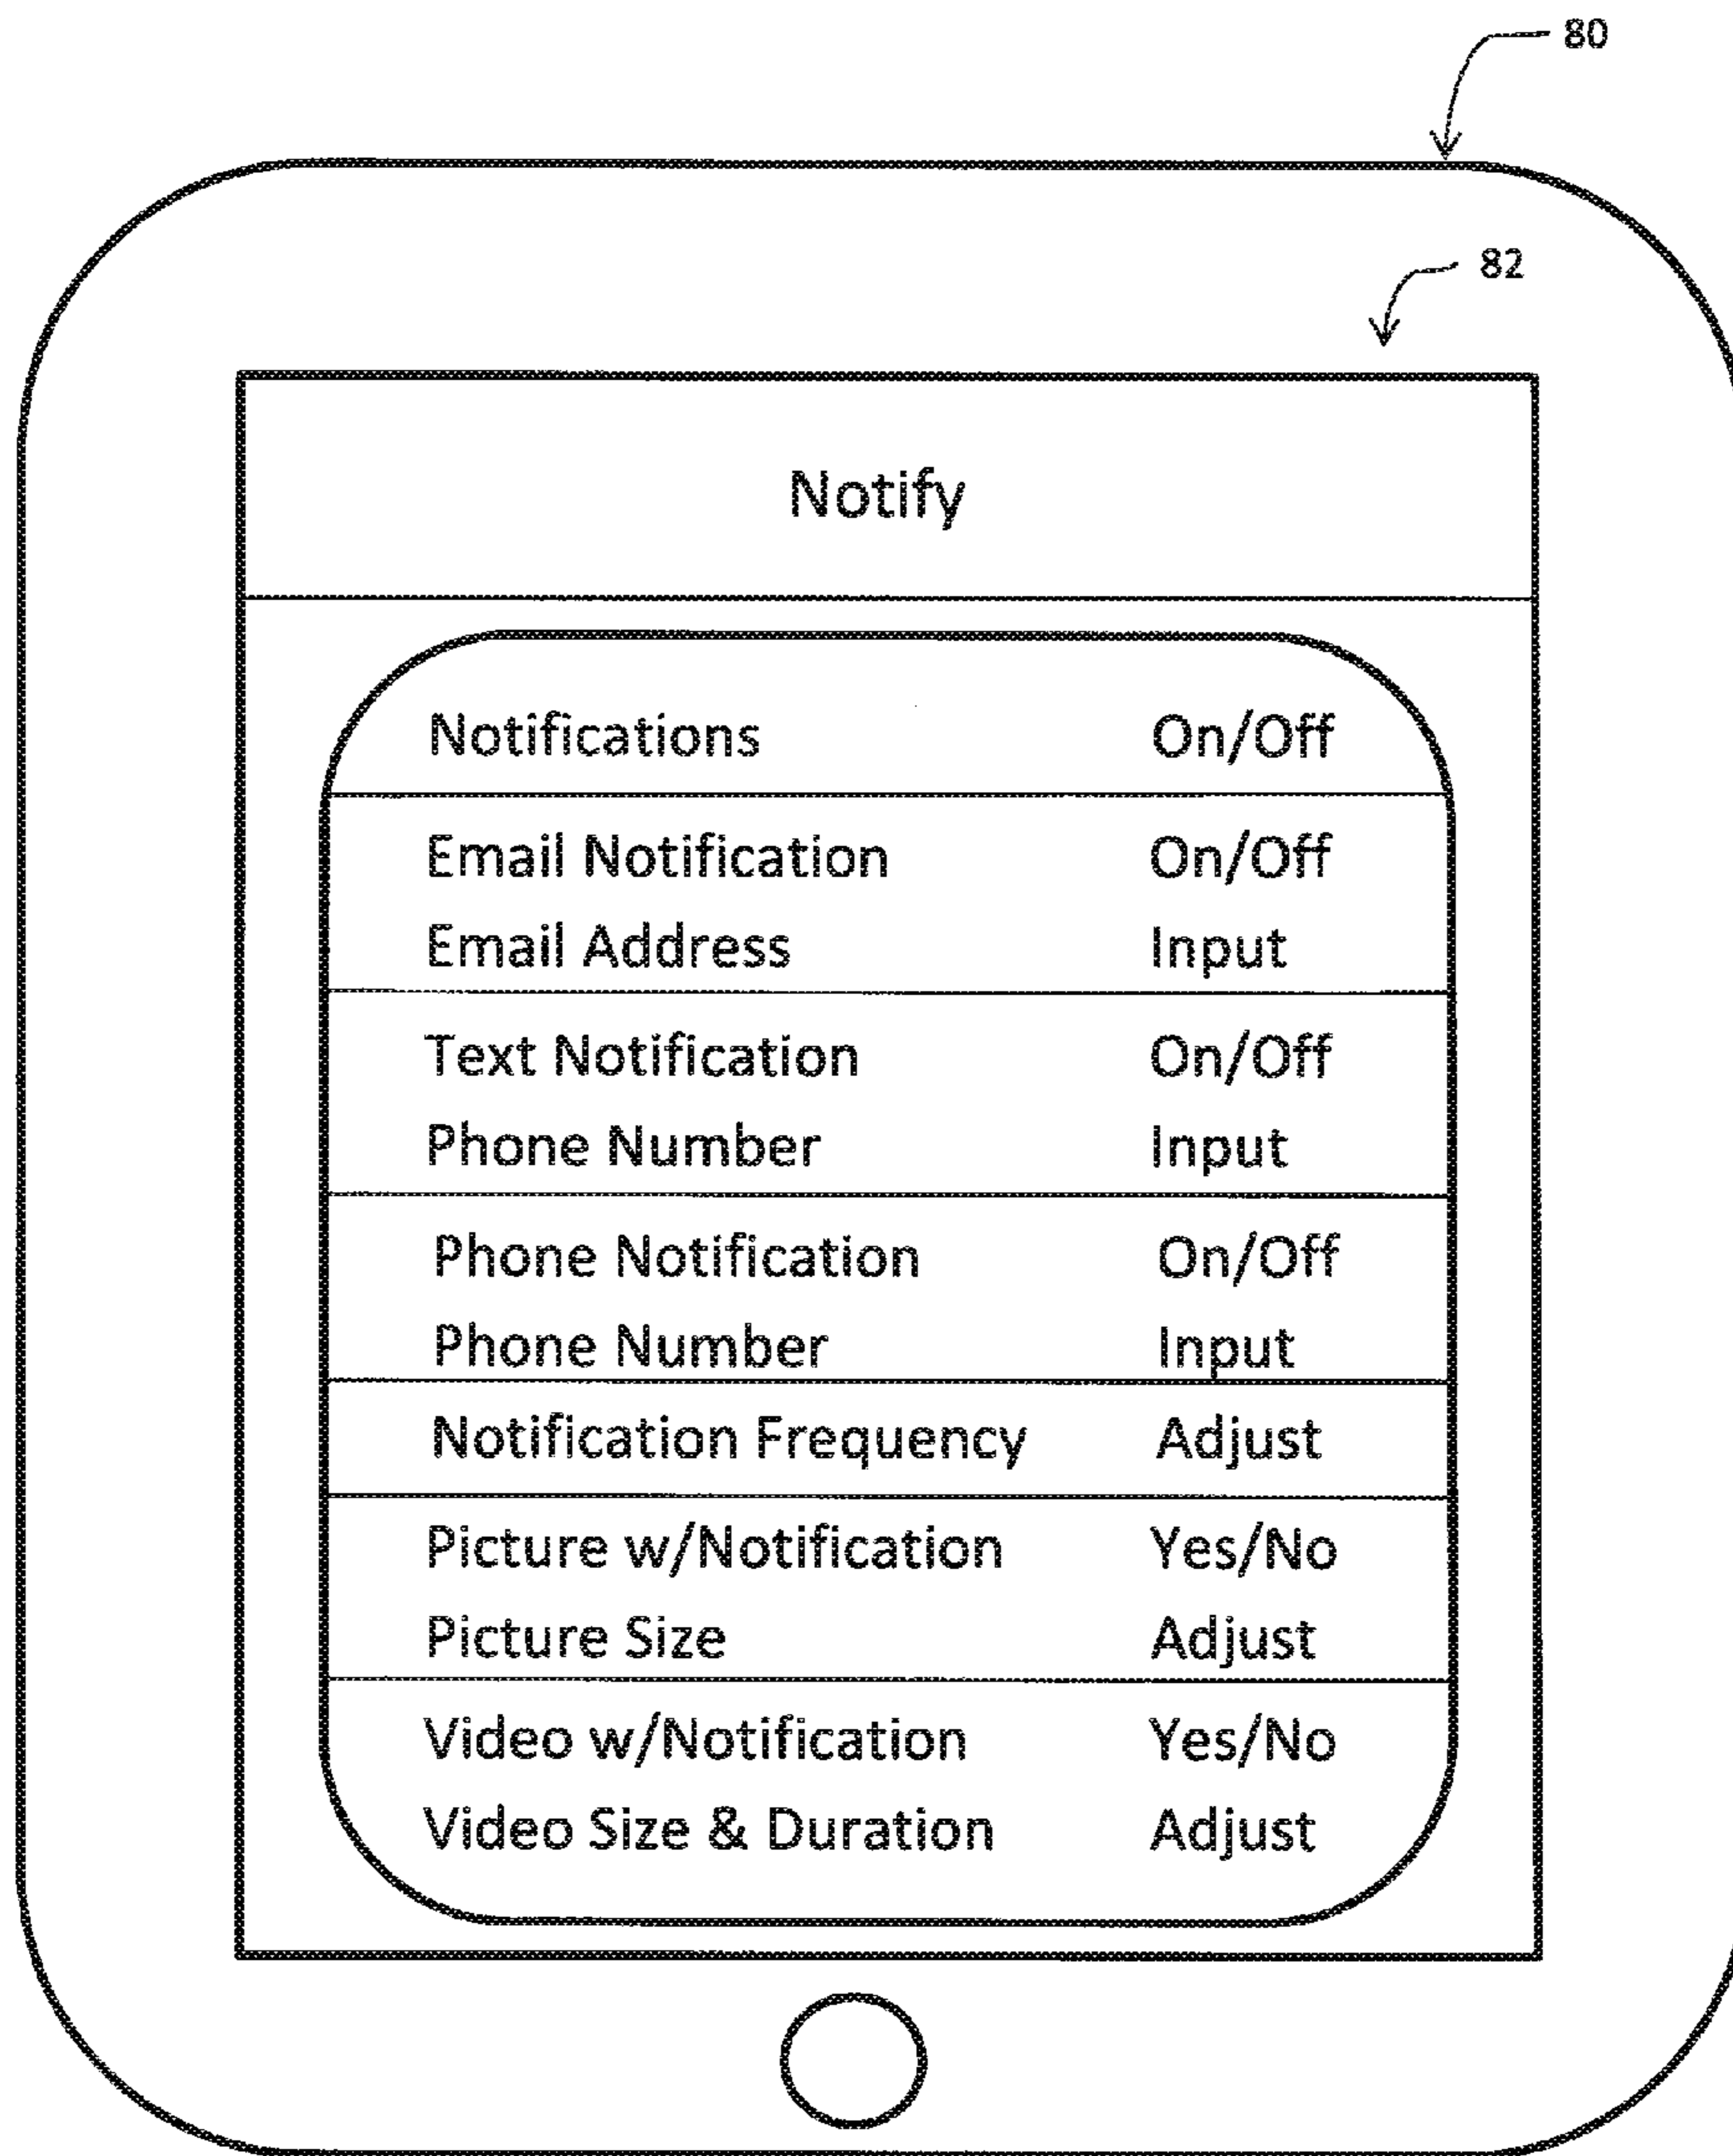 80
82
Notify
Notifications On/Off
Email Notification On/Off
Email Address Input
Text Notification On/Off
Phone Number Input
Phone Notification On/Off
Phone Number Input
Notification Frequency Adjust
Picture w/Notification Yes/No
Picture Size Adjust
Video w/Notification Yes/No
Video Size & Duration Adjust